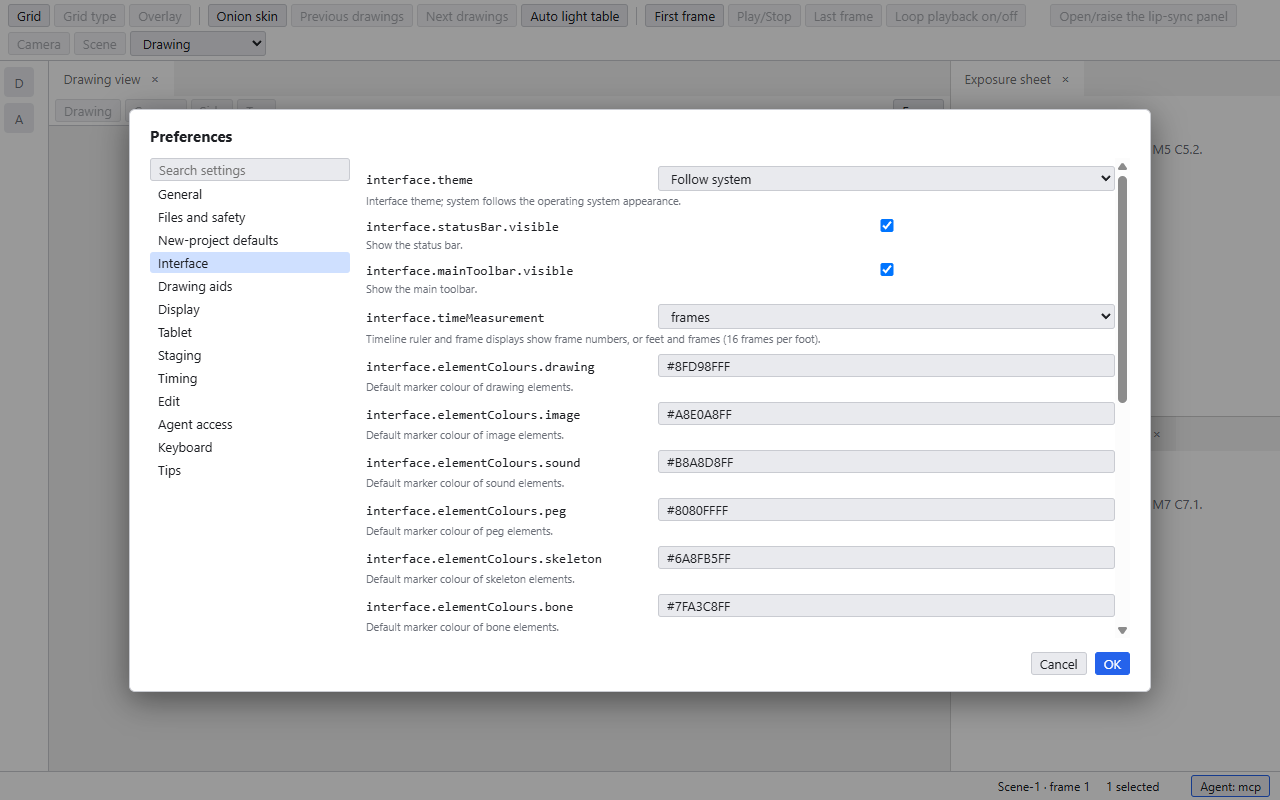 Grid Grid type Overlay Onion skin Previous drawings Next drawings Auto light table First frame Play/Stop Last frame Loop playback on/off Open/raise the lip-sync panel
Camera Scene Drawing
D
A
Drawing view ×
Exposure sheet ×
Drawing
M5 C5.2.
×
M7 C7.1.
Preferences
Search settings
General
Files and safety
New-project defaults
Interface
Drawing aids
Display
Tablet
Staging
Timing
Edit
Agent access
Keyboard
Tips
interface.theme Follow system
Interface theme; system follows the operating system appearance.
interface.statusBar.visible
Show the status bar.
interface.mainToolbar.visible
Show the main toolbar.
interface.timeMeasurement frames
Timeline ruler and frame displays show frame numbers, or feet and frames (16 frames per foot).
interface.elementColours.drawing #8FD98FFF
Default marker colour of drawing elements.
interface.elementColours.image #A8E0A8FF
Default marker colour of image elements.
interface.elementColours.sound #B8A8D8FF
Default marker colour of sound elements.
interface.elementColours.peg #8080FFFF
Default marker colour of peg elements.
interface.elementColours.skeleton #6A8FB5FF
Default marker colour of skeleton elements.
interface.elementColours.bone #7FA3C8FF
Default marker colour of bone elements.
Cancel OK
Scene-1 · frame 1 1 selected Agent: mcp